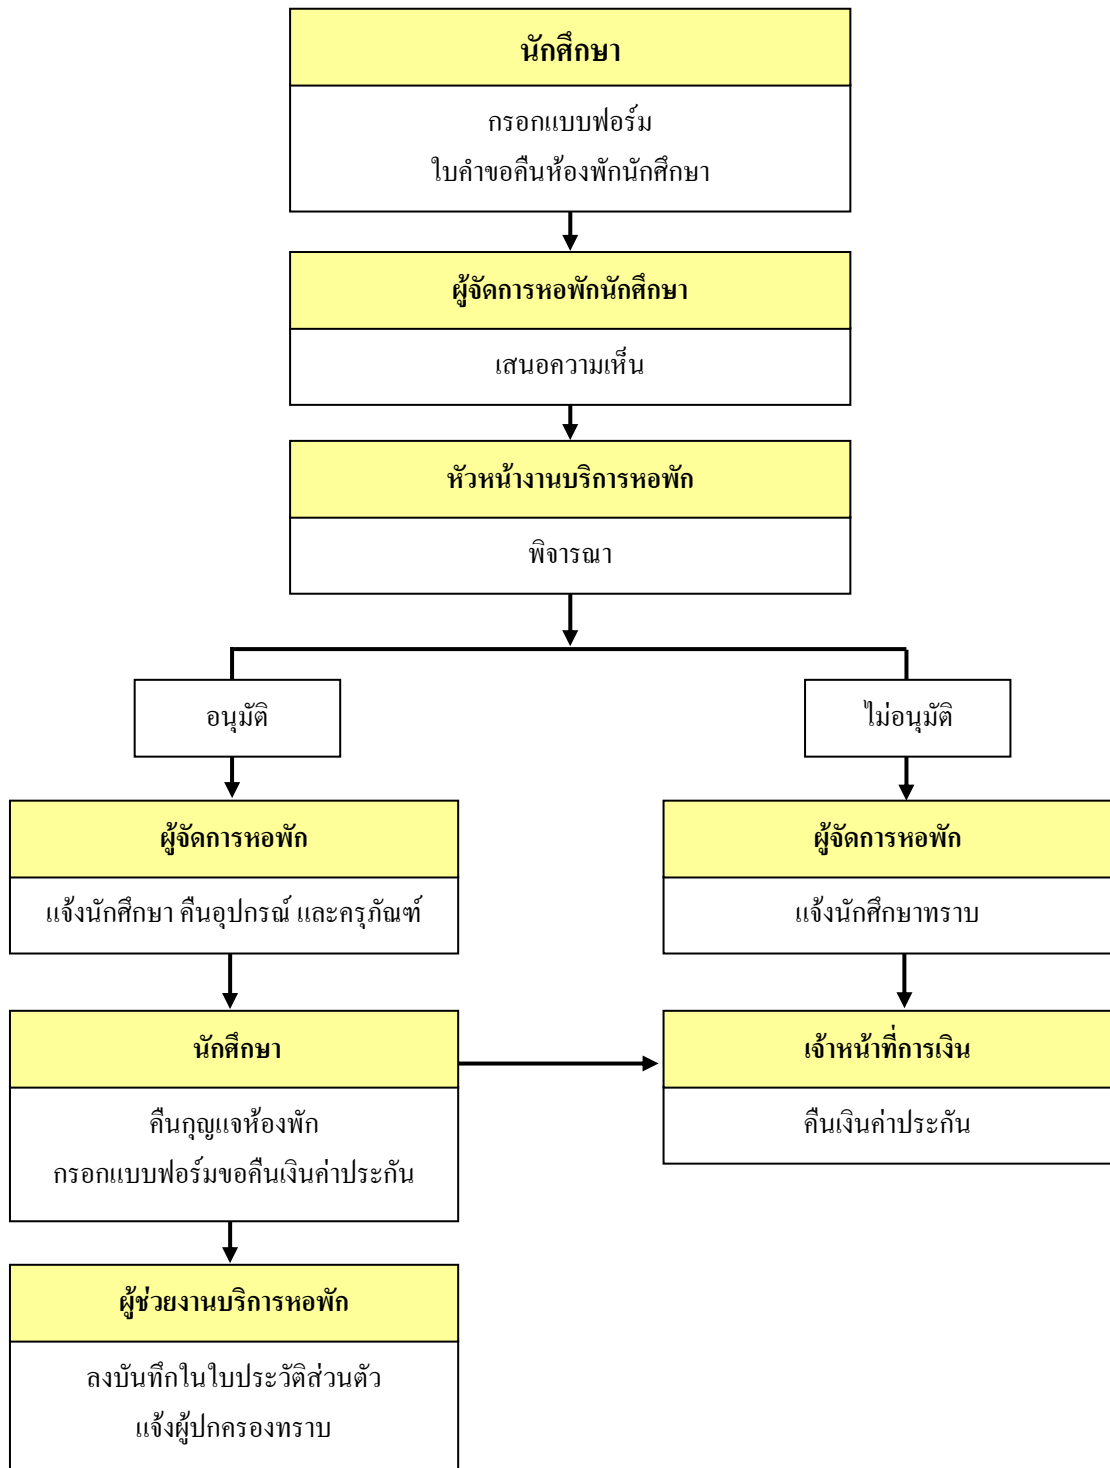 นักศึกษา
กรอกแบบฟอร์ม
ใบคำขอคืนห้องพักนักศึกษา
ผู้จัดการหอพักนักศึกษา
เสนอความเห็น
หัวหน้างานบริการหอพัก
พิจารณา
อนุมัติ
ไม่อนุมัติ
ผู้จัดการหอพัก
แจ้งนักศึกษา คืนอุปกรณ์ และครุภัณฑ์
ผู้จัดการหอพัก
แจ้งนักศึกษาทราบ
นักศึกษา
คืนกุญแจห้องพัก
กรอกแบบฟอร์มขอคืนเงินค่าประกัน
เจ้าหน้าที่การเงิน
คืนเงินค่าประกัน
ผู้ช่วยงานบริการหอพัก
ลงบันทึกในใบประวัติส่วนตัว
แจ้งผู้ปกครองทราบ